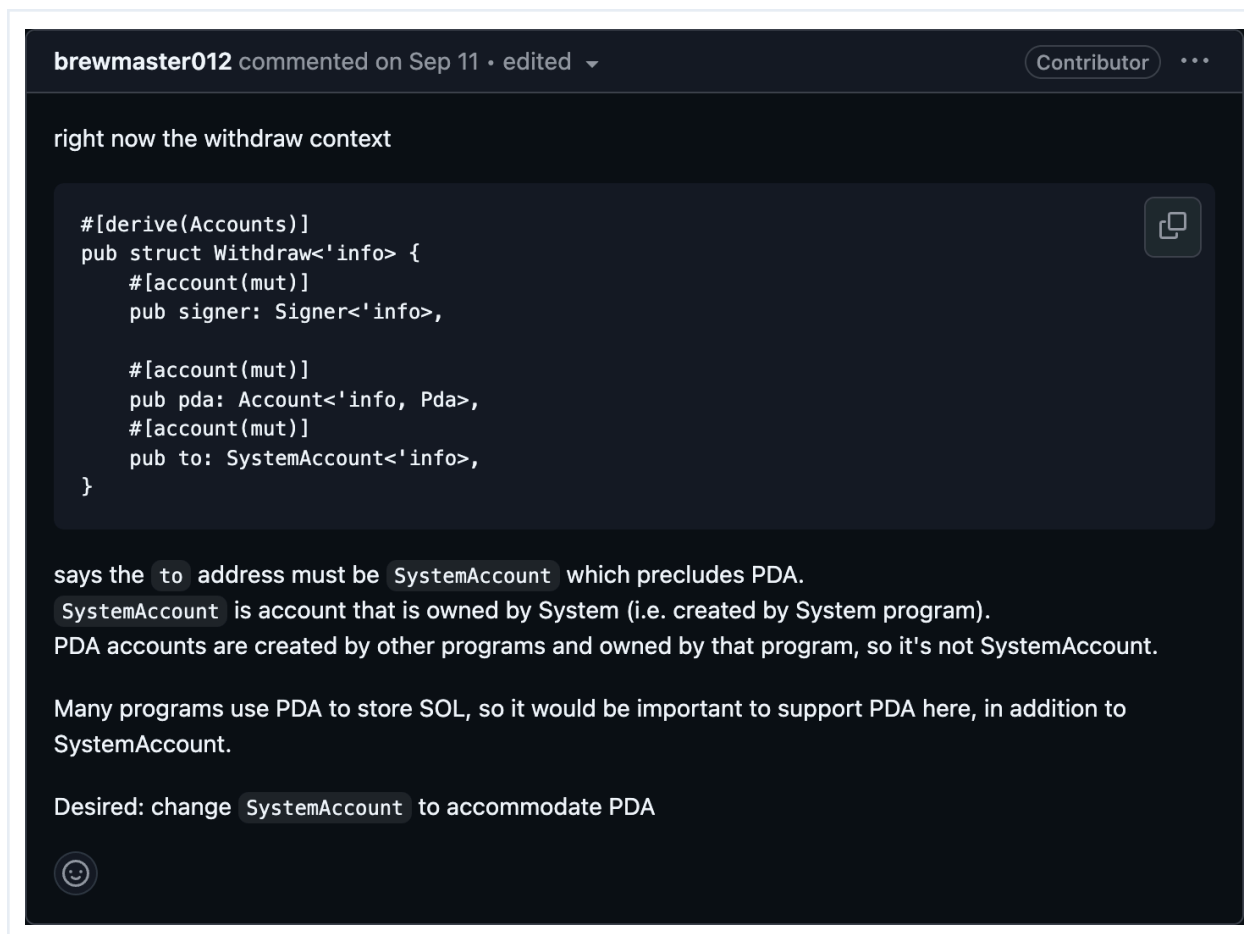 brewmaster012 commented on Sep 11 • edited
Contributor
right now the withdraw context
#[derive(Accounts)]
pub struct Withdraw<'info> {
    #[account(mut)]
    pub signer: Signer<'info>,
    #[account(mut)]
    pub pda: Account<'info, Pda>,
    #[account(mut)]
    pub to: SystemAccount<'info>,
}
says the to address must be SystemAccount which precludes PDA.
SystemAccount is account that is owned by System (i.e. created by System program).
PDA accounts are created by other programs and owned by that program, so it's not SystemAccount.
Many programs use PDA to store SOL, so it would be important to support PDA here, in addition to
SystemAccount.
Desired: change SystemAccount to accommodate PDA